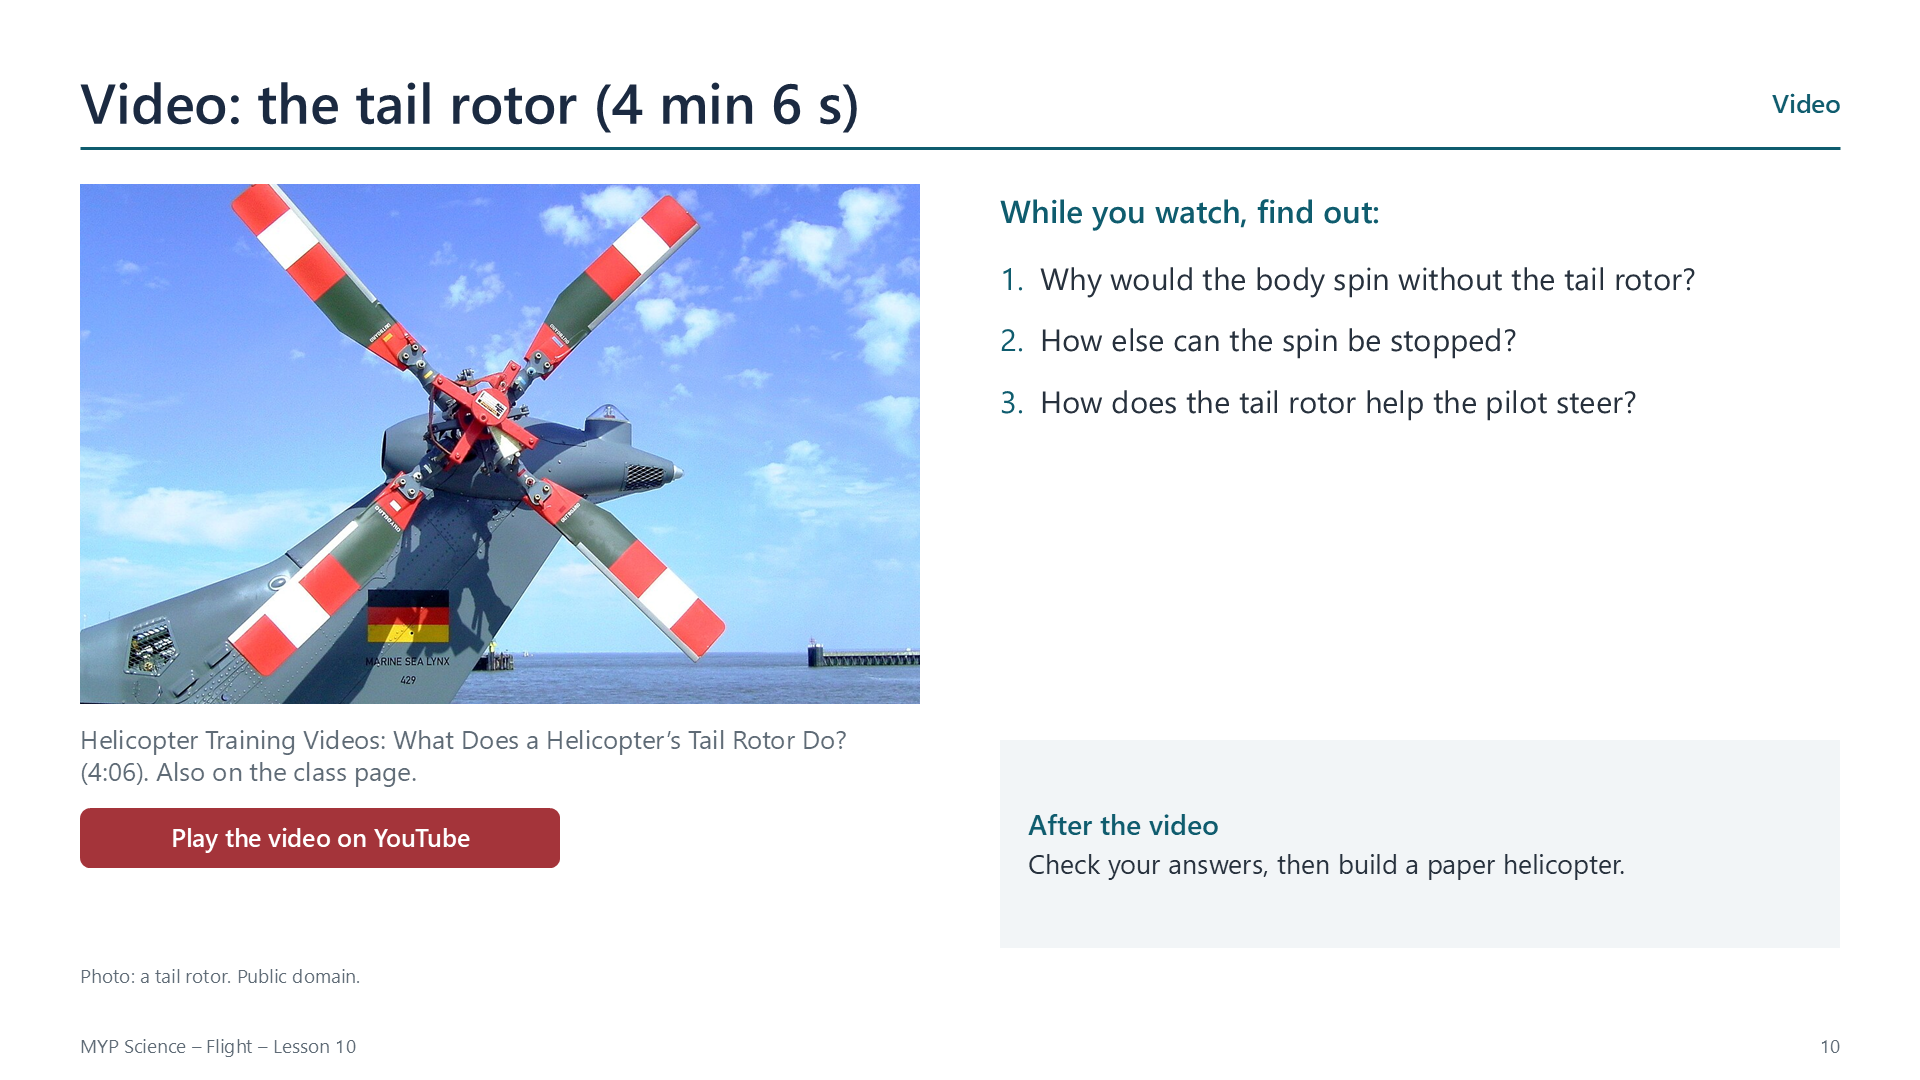 Video: the tail rotor (4 min 6 s)
Video
MARINE SEA LYNX
429
Helicopter Training Videos: What Does a Helicopter’s Tail Rotor Do?
(4:06). Also on the class page.
Play the video on YouTube
While you watch, find out:
1. Why would the body spin without the tail rotor?
2. How else can the spin be stopped?
3. How does the tail rotor help the pilot steer?
After the video
Check your answers, then build a paper helicopter.
Photo: a tail rotor. Public domain.
MYP Science – Flight – Lesson 10
10